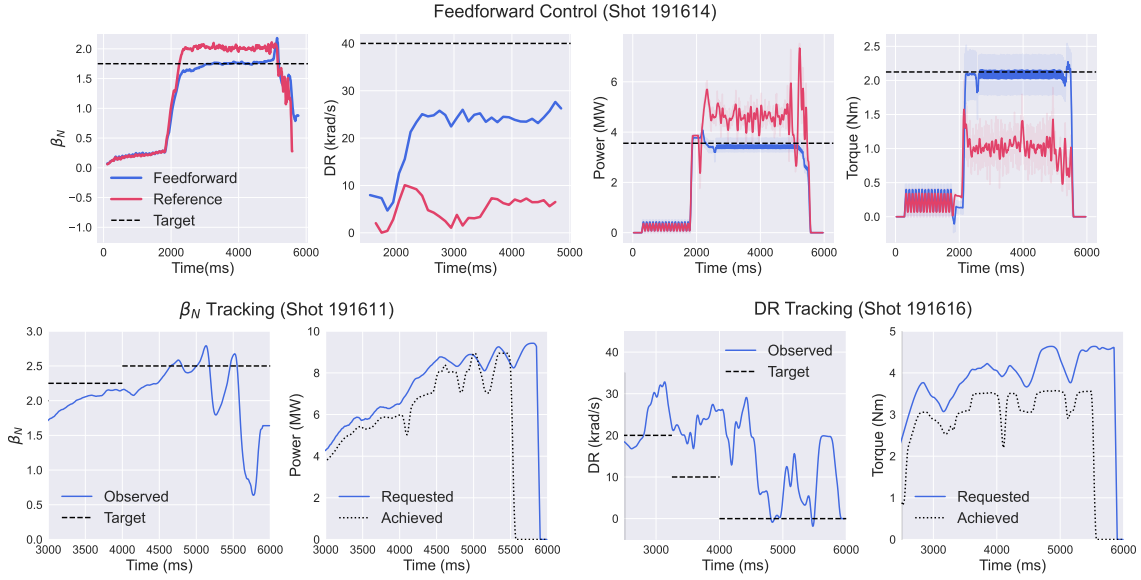 Feedforward Control (Shot 191614)
2.0
1.5
1.0
0.5
0.0
−0.5
−1.0
β_N
Feedforward
Reference
Target
0
2000
4000
6000
Time(ms)
40
30
20
10
0
DR (krad/s)
2000
3000
4000
5000
Time(ms)
6
4
2
0
Power (MW)
0
2000
4000
6000
Time (ms)
2.5
2.0
1.5
1.0
0.5
0.0
Torque (Nm)
0
2000
4000
6000
Time (ms)
β_N Tracking (Shot 191611)
3.0
2.5
2.0
1.5
1.0
0.5
0.0
β_N
Observed
Target
3000
4000
5000
6000
Time (ms)
10
8
6
4
2
0
Power (MW)
Requested
Achieved
3000
4000
5000
6000
Time (ms)
DR Tracking (Shot 191616)
40
30
20
10
0
DR (krad/s)
Observed
Target
3000
4000
5000
6000
Time (ms)
5
4
3
2
1
0
Torque (Nm)
Requested
Achieved
3000
4000
5000
6000
Time (ms)